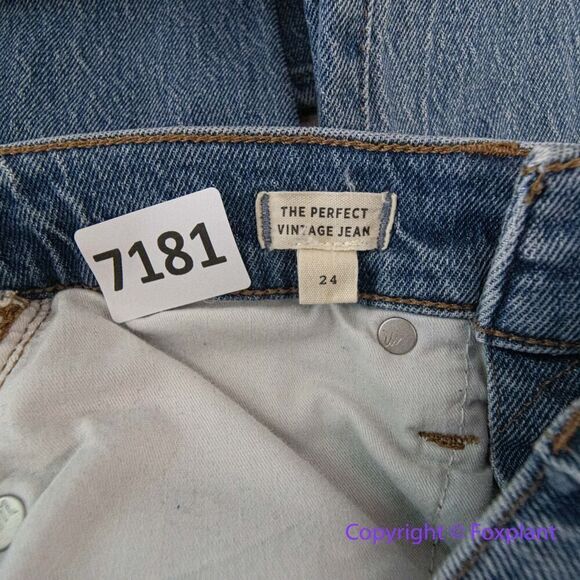 7181
THE PERFECT
VINTAGE JEAN
24
Copyright © Foxplant